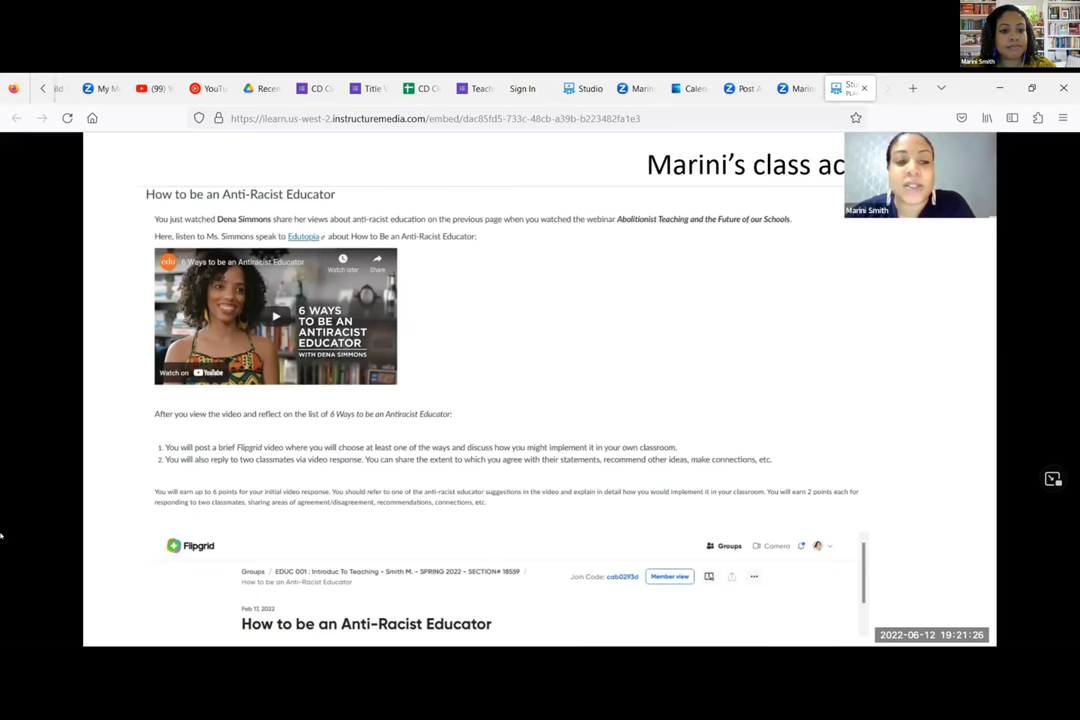 Marini Smith
ild
My M
(99) Y
YouTu
Recen
CD C
Title V
CD C
Teach
Sign In
Studio
Marin
Calen
Post A
Marin
Stu
PLAY
https://ilearn.us-west-2.instructuremedia.com/embed/dac85fd5-733c-48cb-a39b-b223482fa1e3
Marini's class ac
Marini Smith
How to be an Anti-Racist Educator
You just watched Dena Simmons share her views about anti-racist education on the previous page when you watched the webinar Abolitionist Teaching and the Future of our Schools.
Here, listen to Ms. Simmons speak to Edutopia about How to Be an Anti-Racist Educator:
edu
6 Ways to be an Antiracist Educator
Watch later
Share
6 WAYS
TO BE AN
ANTIRACIST
EDUCATOR
WITH DENA SIMMONS
Watch on YouTube
After you view the video and reflect on the list of 6 Ways to be an Antiracist Educator:
1. You will post a brief Flipgrid video where you will choose at least one of the ways and discuss how you might implement it in your own classroom.
2. You will also reply to two classmates via video response. You can share the extent to which you agree with their statements, recommend other ideas, make connections, etc.
You will earn up to 6 points for your initial video response. You should refer to one of the anti-racist educator suggestions in the video and explain in detail how you would implement it in your classroom. You will earn 2 points each for
responding to two classmates, sharing areas of agreement/disagreement, recommendations, connections, etc.
Flipgrid
Groups
Camera
Groups / EDUC 001 : Introduc To Teaching - Smith M. - SPRING 2022 - SECTION# 18559 /
How to be an Anti-Racist Educator
Join Code: cab0293d
Member view
Feb 17, 2022
How to be an Anti-Racist Educator
2022-06-12 19:21:26